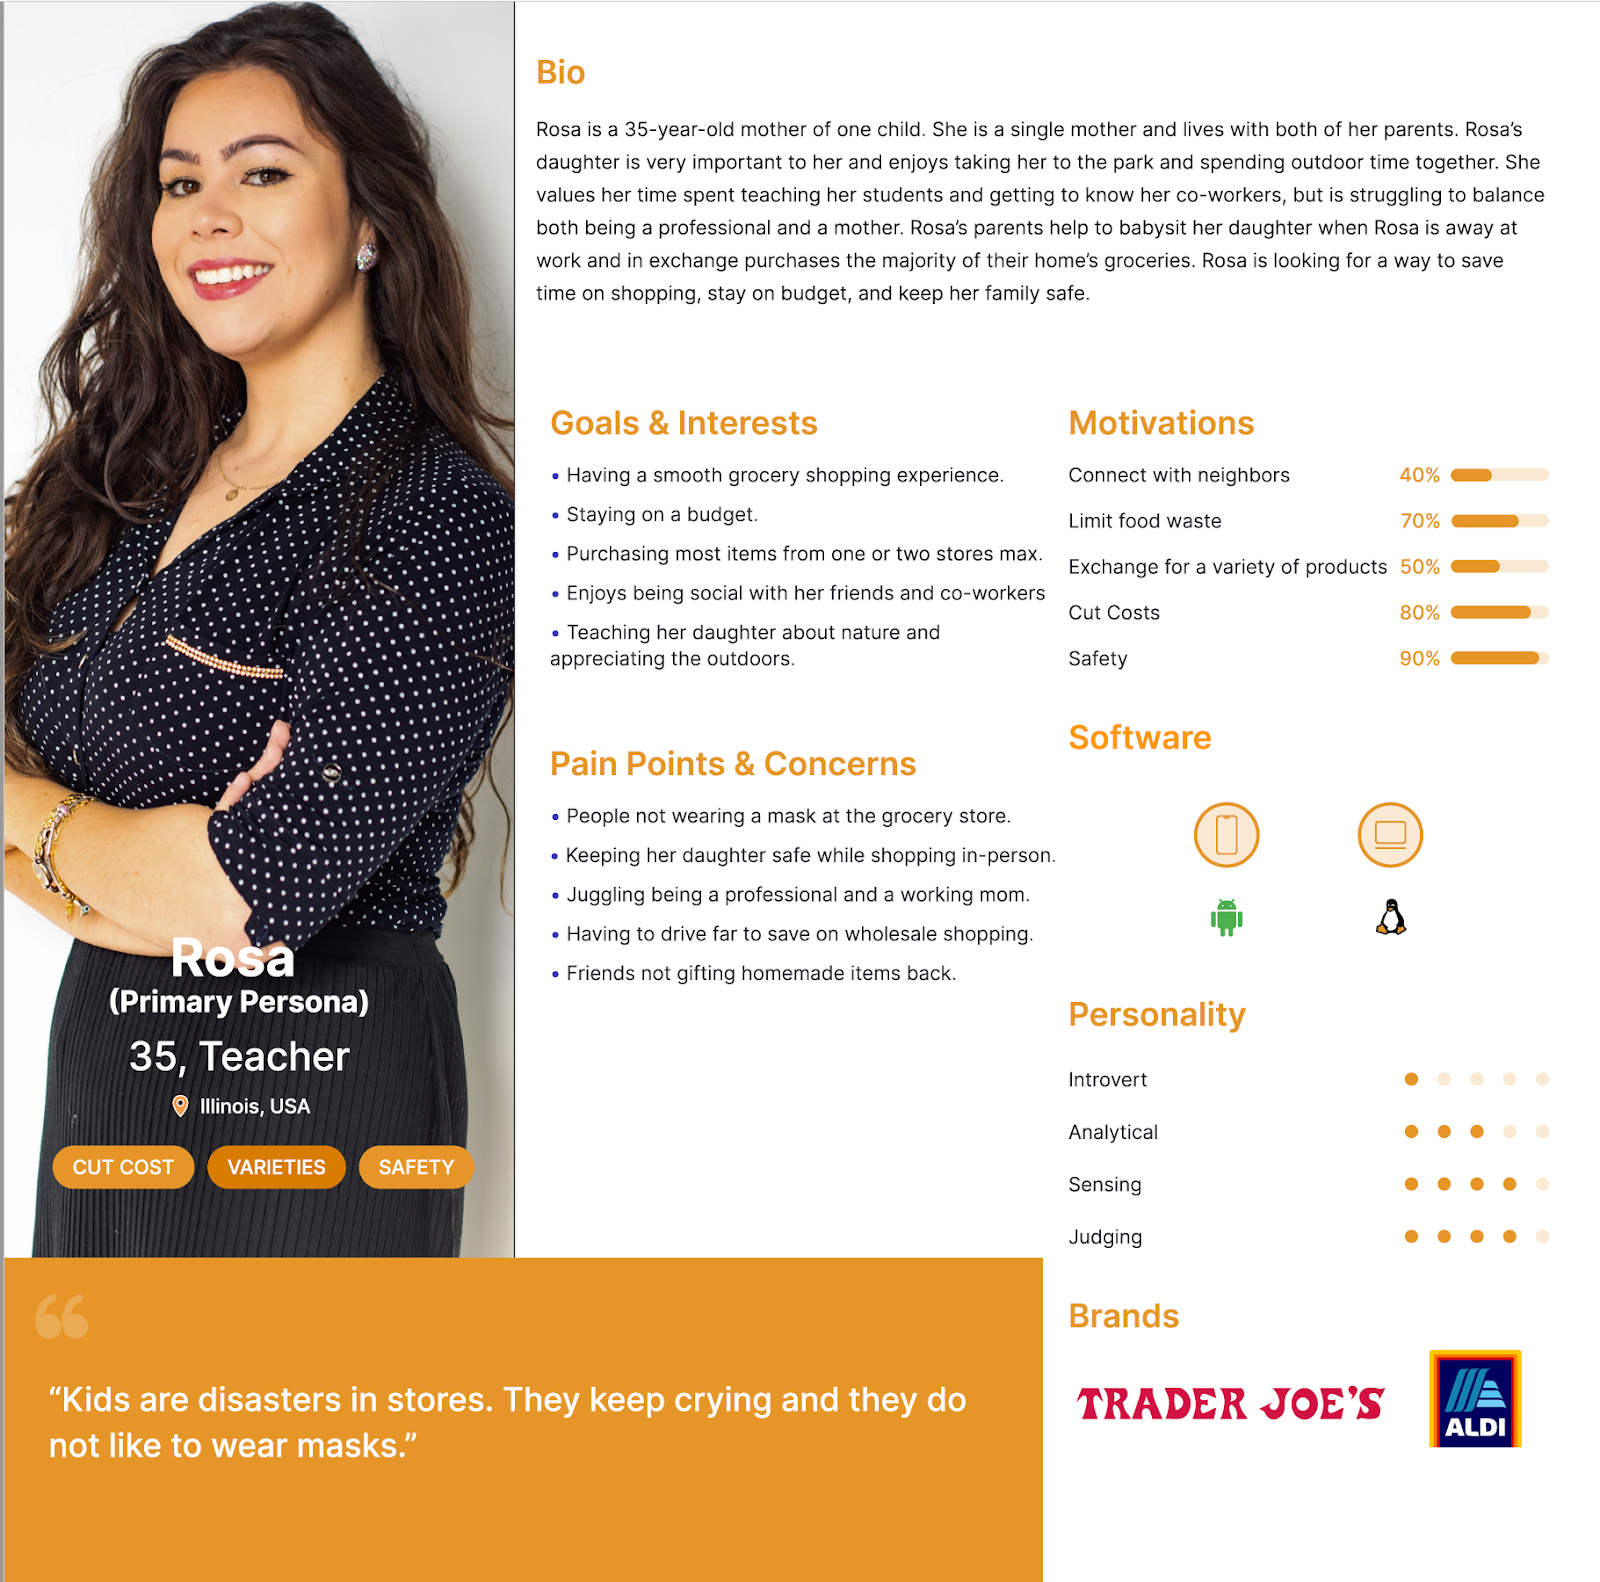 Bio
Rosa is a 35-year-old mother of one child. She is a single mother and lives with both of her parents. Rosa’s
daughter is very important to her and enjoys taking her to the park and spending outdoor time together. She
values her time spent teaching her students and getting to know her co-workers, but is struggling to balance
both being a professional and a mother. Rosa’s parents help to babysit her daughter when Rosa is away at
work and in exchange purchases the majority of their home’s groceries. Rosa is looking for a way to save
time on shopping, stay on budget, and keep her family safe.
Goals & Interests
• Having a smooth grocery shopping experience.
• Staying on a budget.
• Purchasing most items from one or two stores max.
• Enjoys being social with her friends and co-workers
• Teaching her daughter about nature and
appreciating the outdoors.
Pain Points & Concerns
• People not wearing a mask at the grocery store.
• Keeping her daughter safe while shopping in-person.
• Juggling being a professional and a working mom.
• Having to drive far to save on wholesale shopping.
• Friends not gifting homemade items back.
Motivations
Connect with neighbors 40%
Limit food waste 70%
Exchange for a variety of products 50%
Cut Costs 80%
Safety 90%
Software
Personality
Introvert
Analytical
Sensing
Judging
Brands
TRADER JOE’S
ALDI
Rosa
(Primary Persona)
35, Teacher
Illinois, USA
CUT COST VARIETIES SAFETY
“
“Kids are disasters in stores. They keep crying and they do
not like to wear masks.”